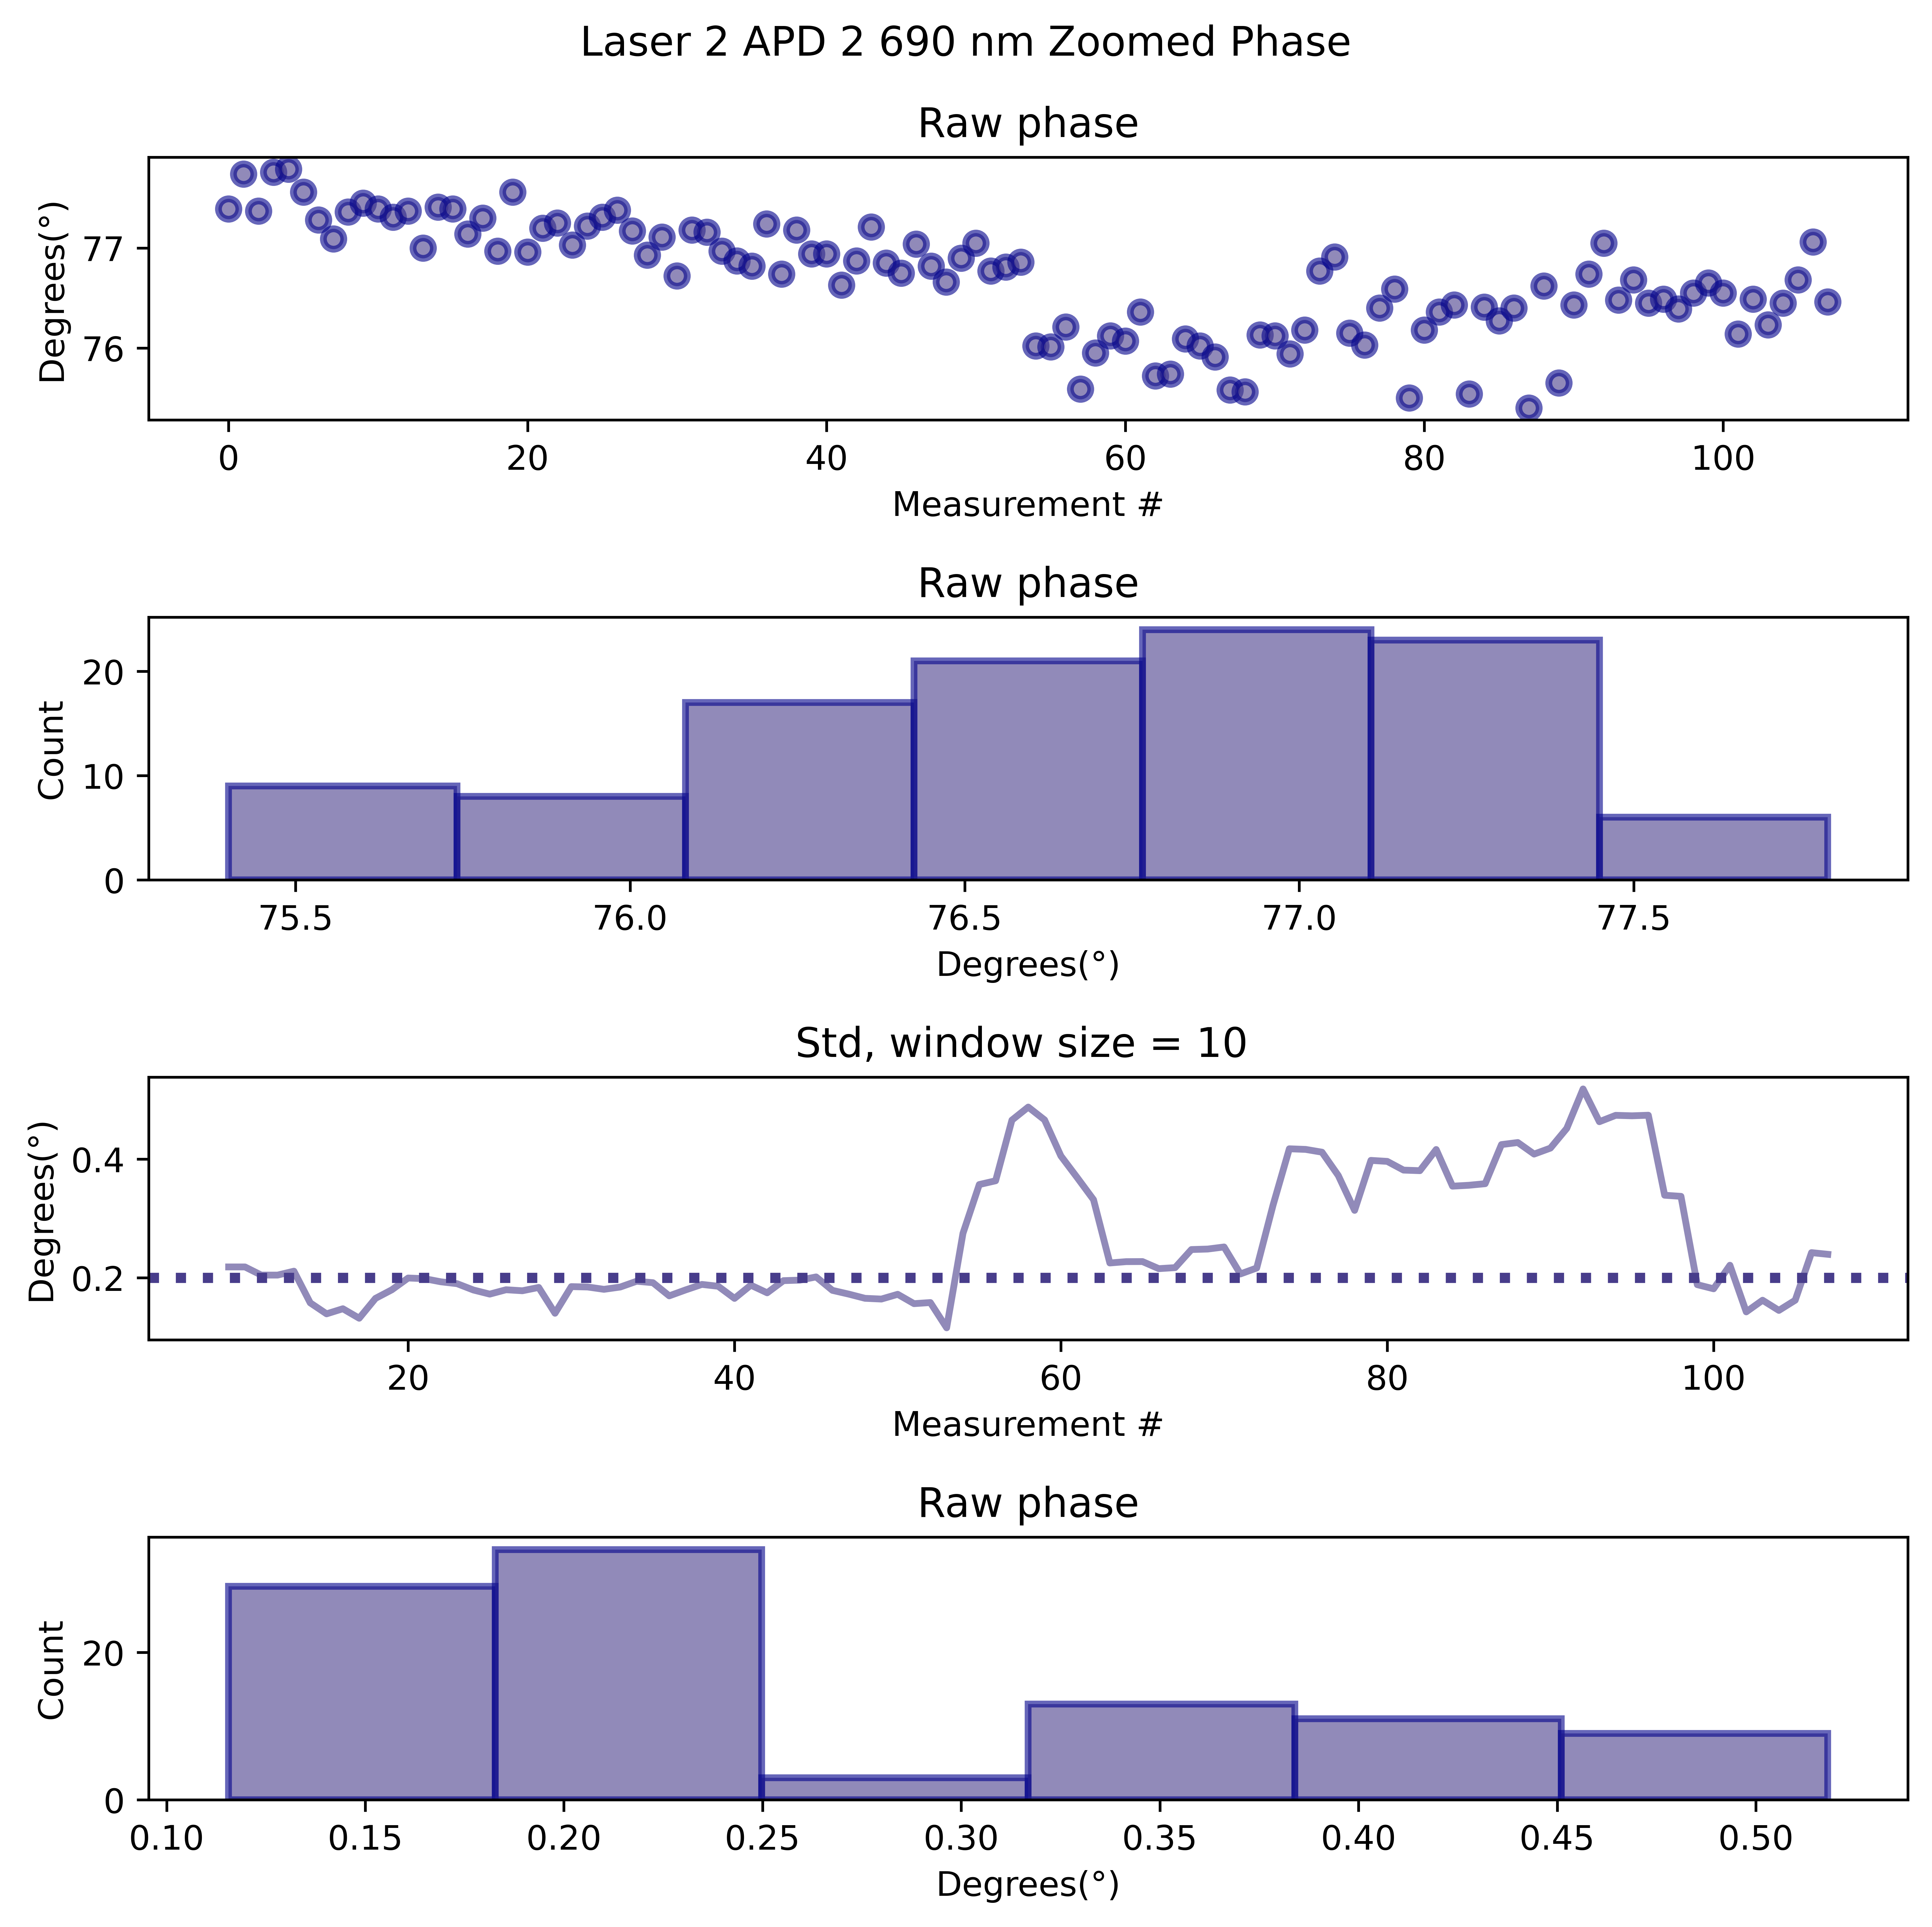 Laser 2 APD 2 690 nm Zoomed Phase
Raw phase
Degrees(°)
77
76
0 20 40 60 80 100
Measurement #
Raw phase
Count
20
10
0
75.5 76.0 76.5 77.0 77.5
Degrees(°)
Std, window size = 10
Degrees(°)
0.4
0.2
20 40 60 80 100
Measurement #
Raw phase
Count
20
0
0.10 0.15 0.20 0.25 0.30 0.35 0.40 0.45 0.50
Degrees(°)